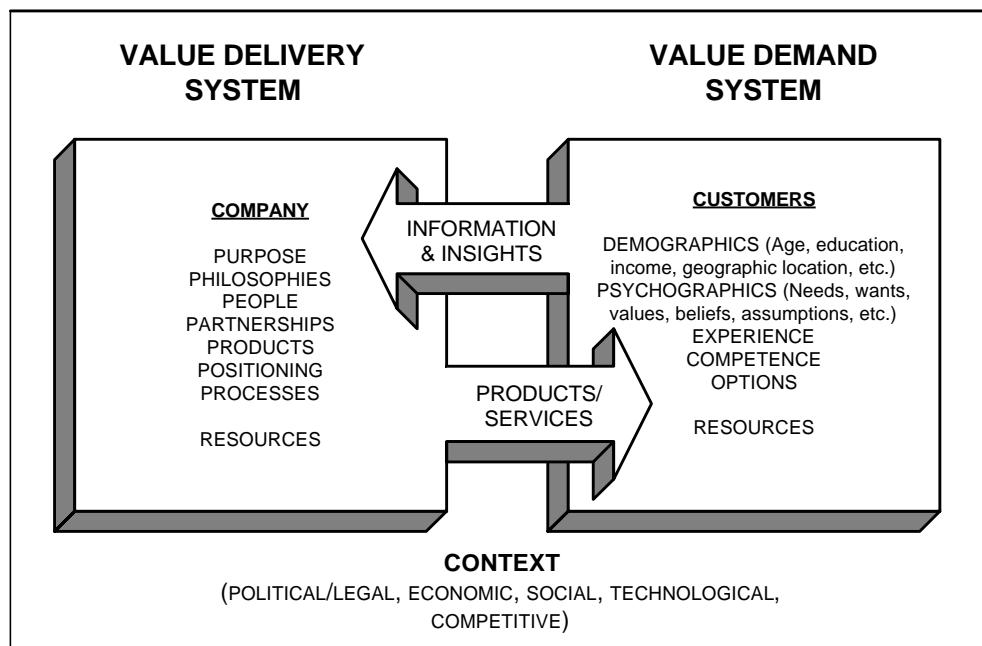 VALUE DELIVERY
SYSTEM
VALUE DEMAND
SYSTEM
COMPANY
PURPOSE
PHILOSOPHIES
PEOPLE
PARTNERSHIPS
PRODUCTS
POSITIONING
PROCESSES
RESOURCES
INFORMATION
& INSIGHTS
PRODUCTS/
SERVICES
CUSTOMERS
DEMOGRAPHICS (Age, education,
income, geographic location, etc.)
PSYCHOGRAPHICS (Needs, wants,
values, beliefs, assumptions, etc.)
EXPERIENCE
COMPETENCE
OPTIONS
RESOURCES
CONTEXT
(POLITICAL/LEGAL, ECONOMIC, SOCIAL, TECHNOLOGICAL,
COMPETITIVE)